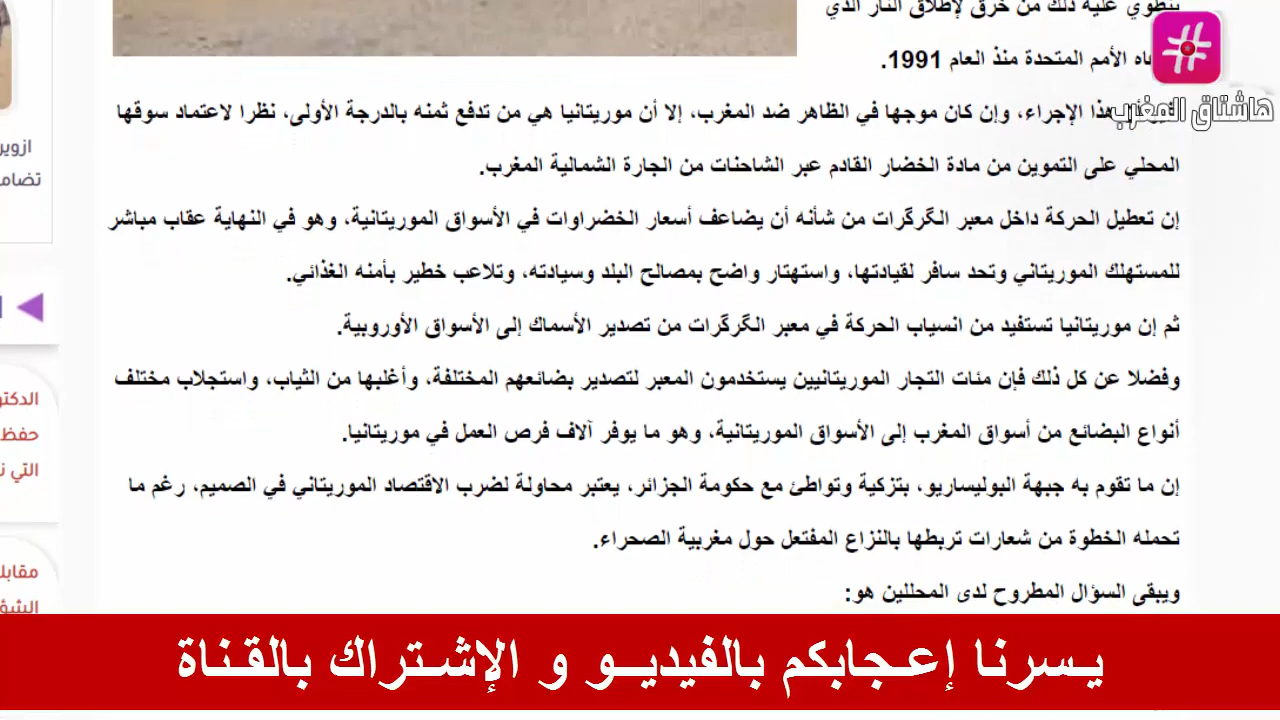 ينطوي عليه ذلك من خرق لإطلاق النار الذي
الأمم المتحدة منذ العام 1991.
هذا الإجراء، وإن كان موجها في الظاهر ضد المغرب، إلا أن موريتانيا هي من تدفع ثمنه بالدرجة الأولى، نظرا لاعتماد سوقها
المحلي على التموين من مادة الخضار القادم عبر الشاحنات من الجارة الشمالية المغرب.
إن تعطيل الحركة داخل معبر الگرگرات من شأنه أن يضاعف أسعار الخضراوات في الأسواق الموريتانية، وهو في النهاية عقاب مباشر
للمستهلك الموريتاني وتحد سافر لقيادتها، واستهتار واضح بمصالح البلد وسيادته، وتلاعب خطير بأمنه الغذائي.
ثم إن موريتانيا تستفيد من انسياب الحركة في معبر الگرگرات من تصدير الأسماك إلى الأسواق الأوروبية.
وفضلا عن كل ذلك فإن مئات التجار الموريتانيين يستخدمون المعبر لتصدير بضائعهم المختلفة، وأغلبها من الثياب، واستجلاب مختلف
أنواع البضائع من أسواق المغرب إلى الأسواق الموريتانية، وهو ما يوفر آلاف فرص العمل في موريتانيا.
إن ما تقوم به جبهة البوليساريو، بتزكية وتواطئ مع حكومة الجزائر، يعتبر محاولة لضرب الاقتصاد الموريتاني في الصميم، رغم ما
تحمله الخطوة من شعارات تربطها بالنزاع المفتعل حول مغربية الصحراء.
ويبقى السؤال المطروح لدى المحللين هو:
هاشتاق المغرب
ازوير
تضام
الدكتو
حفظ
التي ن
مقابل
الشؤ
يسرنا إعجابكم بالفيديو و الإشتراك بالقناة